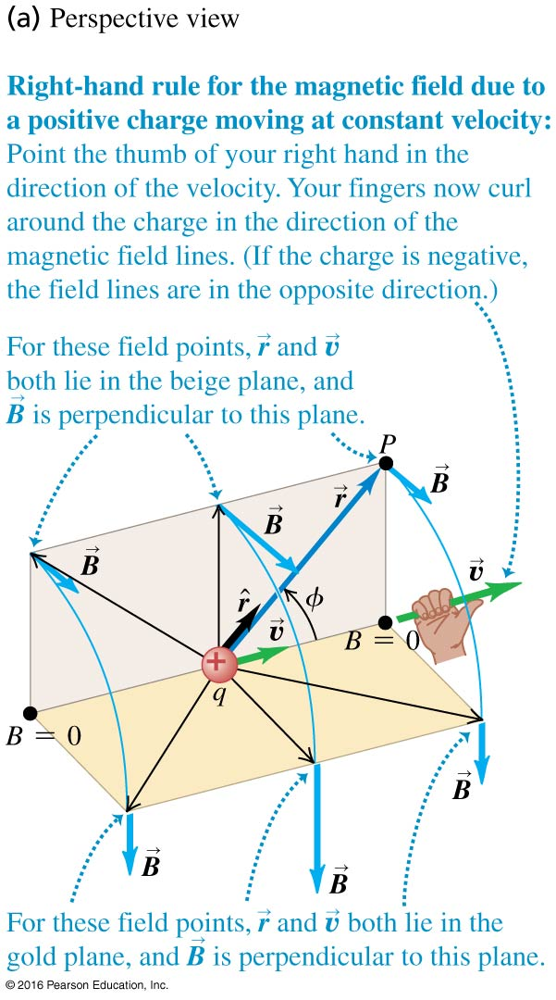 (a) Perspective view
Right-hand rule for the magnetic field due to
a positive charge moving at constant velocity:
Point the thumb of your right hand in the
direction of the velocity. Your fingers now curl
around the charge in the direction of the
magnetic field lines. (If the charge is negative,
the field lines are in the opposite direction.)
For these field points, r⃗ and v⃗
both lie in the beige plane, and
B⃗ is perpendicular to this plane.
P
B⃗
r⃗
B⃗
B⃗
v⃗
r̂
ϕ
v⃗
B = 0
+
q
B = 0
B⃗
B⃗
B⃗
For these field points, r⃗ and v⃗ both lie in the
gold plane, and B⃗ is perpendicular to this plane.
© 2016 Pearson Education, Inc.